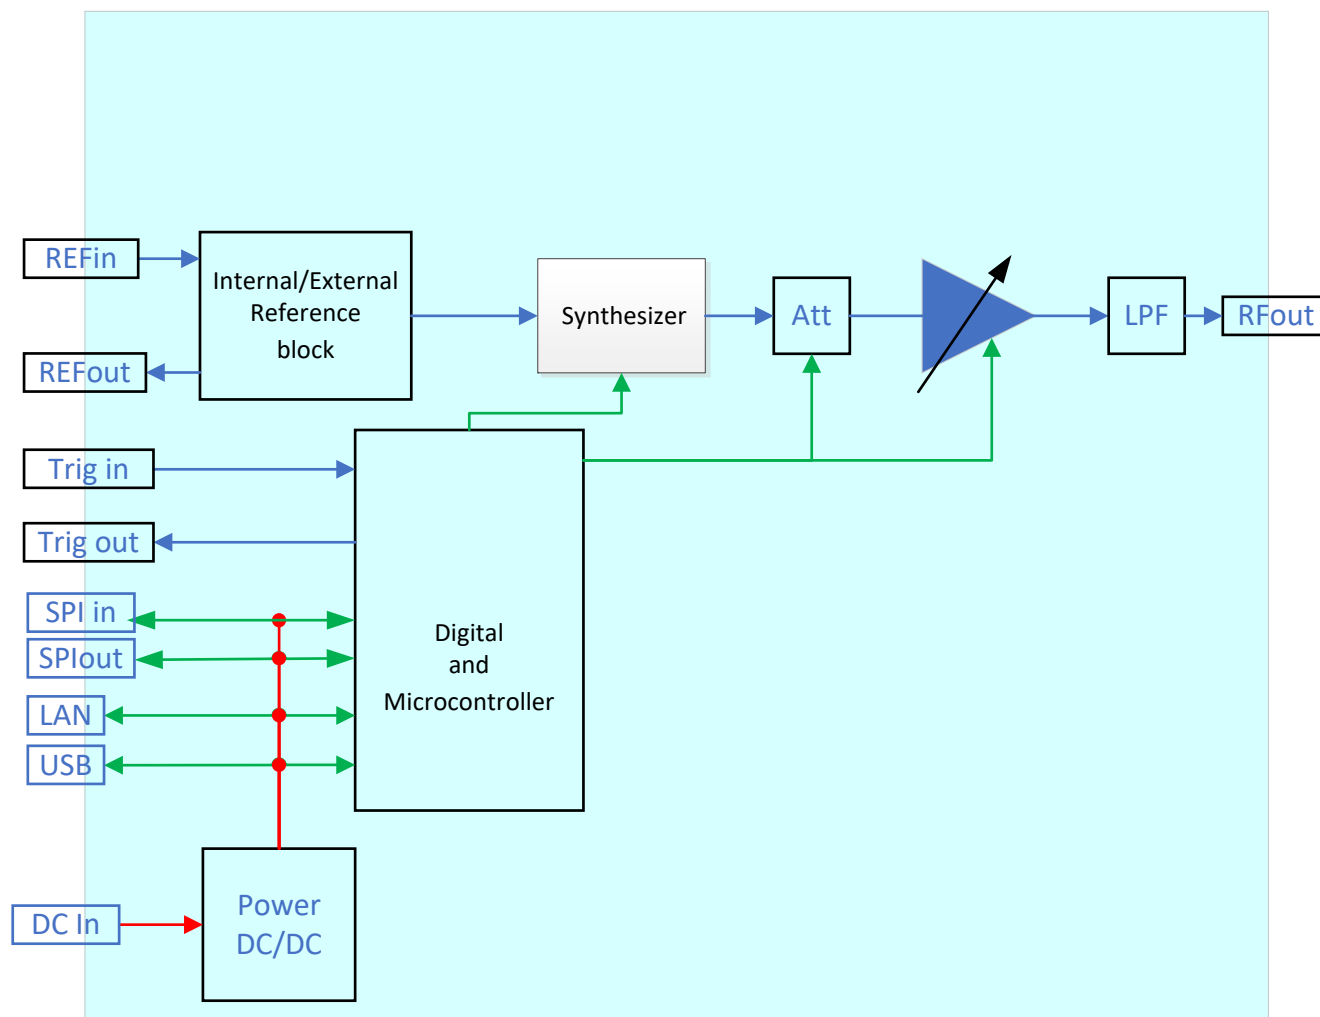 REFin
Internal/External
Reference
block
REFout
Synthesizer
Att
LPF
RFout
Trig in
Trig out
SPI in
SPIout
LAN
USB
Digital
and
Microcontroller
DC In
Power
DC/DC